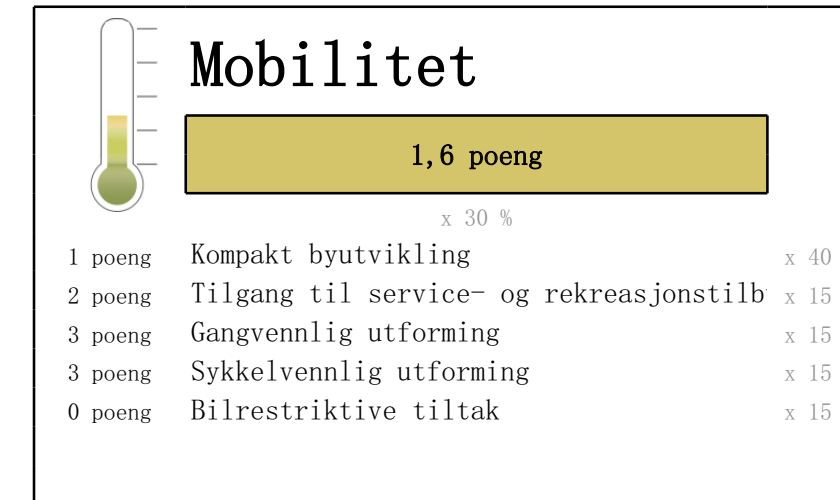 Mobilitet
1,6 poeng
x 30 %
1 poeng Kompakt byutvikling x 40
2 poeng Tilgang til service- og x 15
3 poeng Gangvennlig utforming x 15
3 poeng Sykkelvennlig utforming x 15
0 poeng Bilrestriktive tiltak x 15